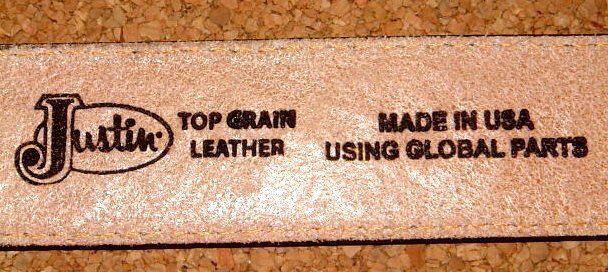 Justin
TOP GRAIN
LEATHER
MADE IN USA
USING GLOBAL PARTS